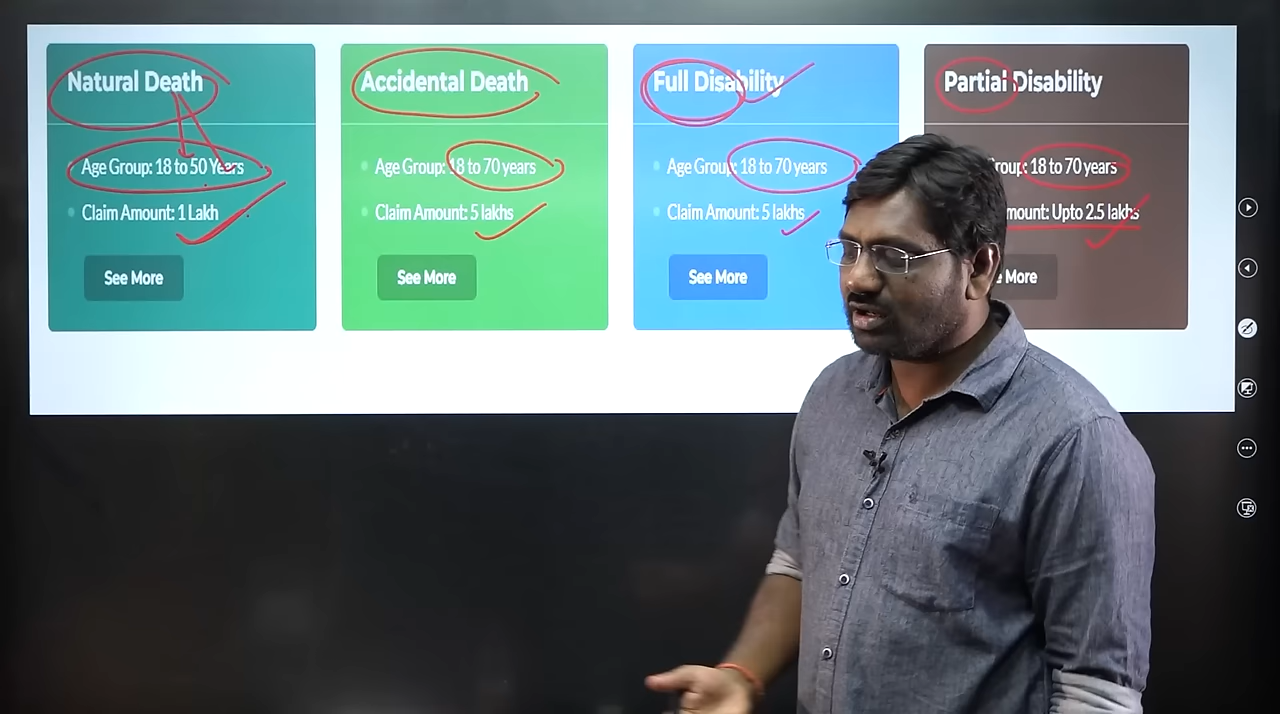 Natural Death
Age Group: 18 to 50 Years
Claim Amount: 1 Lakh
See More
Accidental Death
Age Group: 18 to 70 years
Claim Amount: 5 lakhs
See More
Full Disability
Age Group: 18 to 70 years
Claim Amount: 5 lakhs
See More
Partial Disability
18 to 70 years
Upto 2.5 lakhs
More